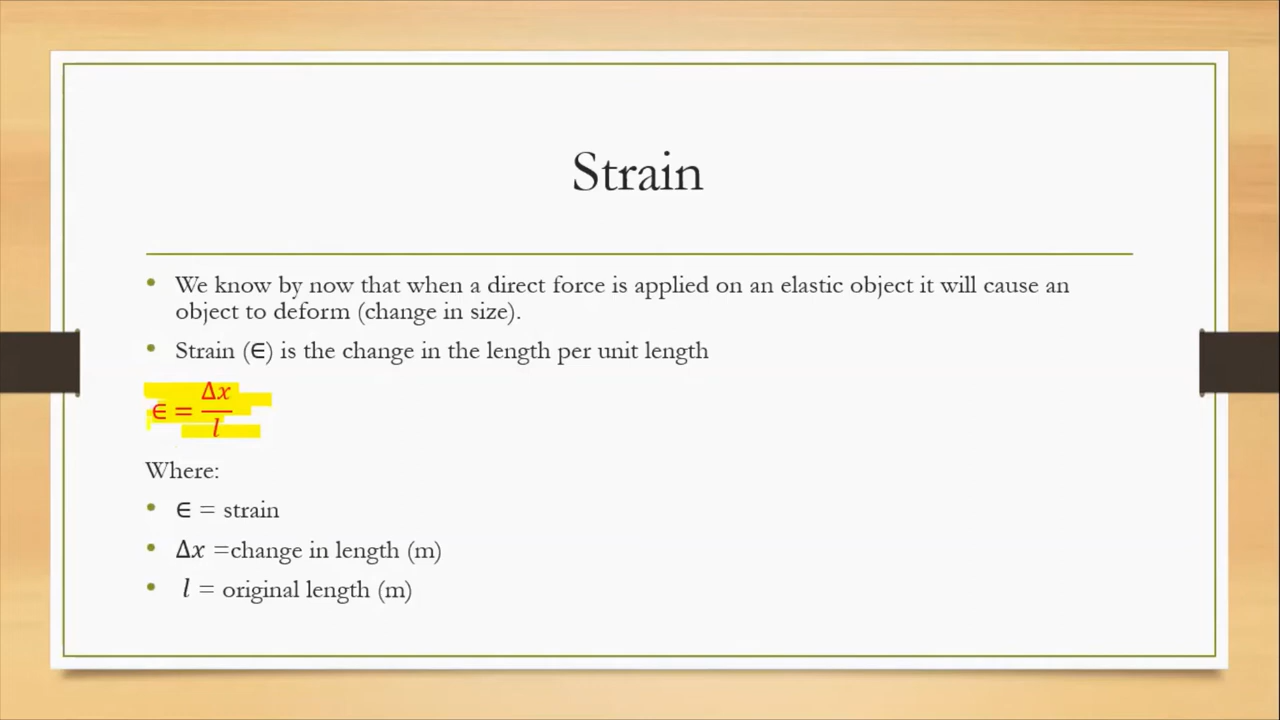 Strain
• We know by now that when a direct force is applied on an elastic object it will cause an
object to deform (change in size).
• Strain (∈) is the change in the length per unit length
∈ = Δx/l
Where:
• ∈ = strain
• Δx =change in length (m)
• l = original length (m)